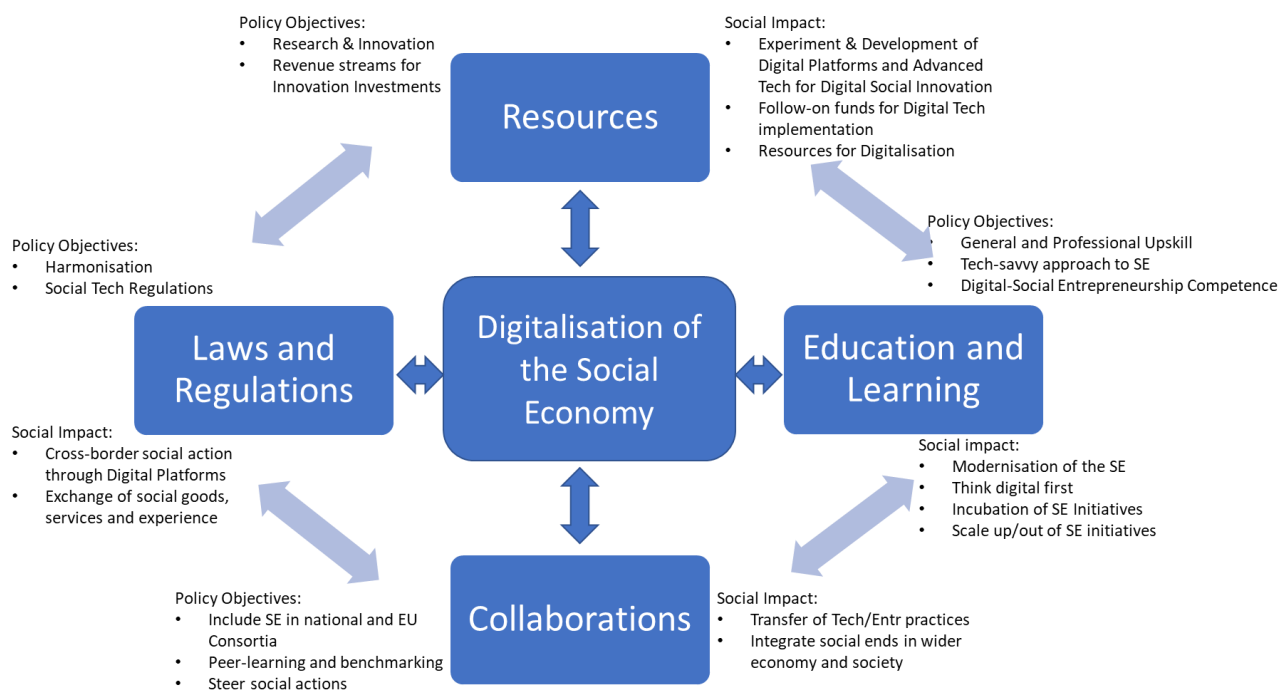 Policy Objectives:
• Research & Innovation
• Revenue streams for
Innovation Investments
Resources
Social Impact:
• Experiment & Development of
Digital Platforms and Advanced
Tech for Digital Social Innovation
• Follow-on funds for Digital Tech
implementation
• Resources for Digitalisation
Policy Objectives:
• Harmonisation
• Social Tech Regulations
Laws and
Regulations
Social Impact:
• Cross-border social action
through Digital Platforms
• Exchange of social goods,
services and experience
Digitalisation of
the Social
Economy
Policy Objectives:
• General and Professional Upskill
• Tech-savvy approach to SE
• Digital-Social Entrepreneurship Competence
Education and
Learning
Social impact:
• Modernisation of the SE
• Think digital first
• Incubation of SE Initiatives
• Scale up/out of SE initiatives
Policy Objectives:
• Include SE in national and EU
Consortia
• Peer-learning and benchmarking
• Steer social actions
Collaborations
Social Impact:
• Transfer of Tech/Entr practices
• Integrate social ends in wider
economy and society